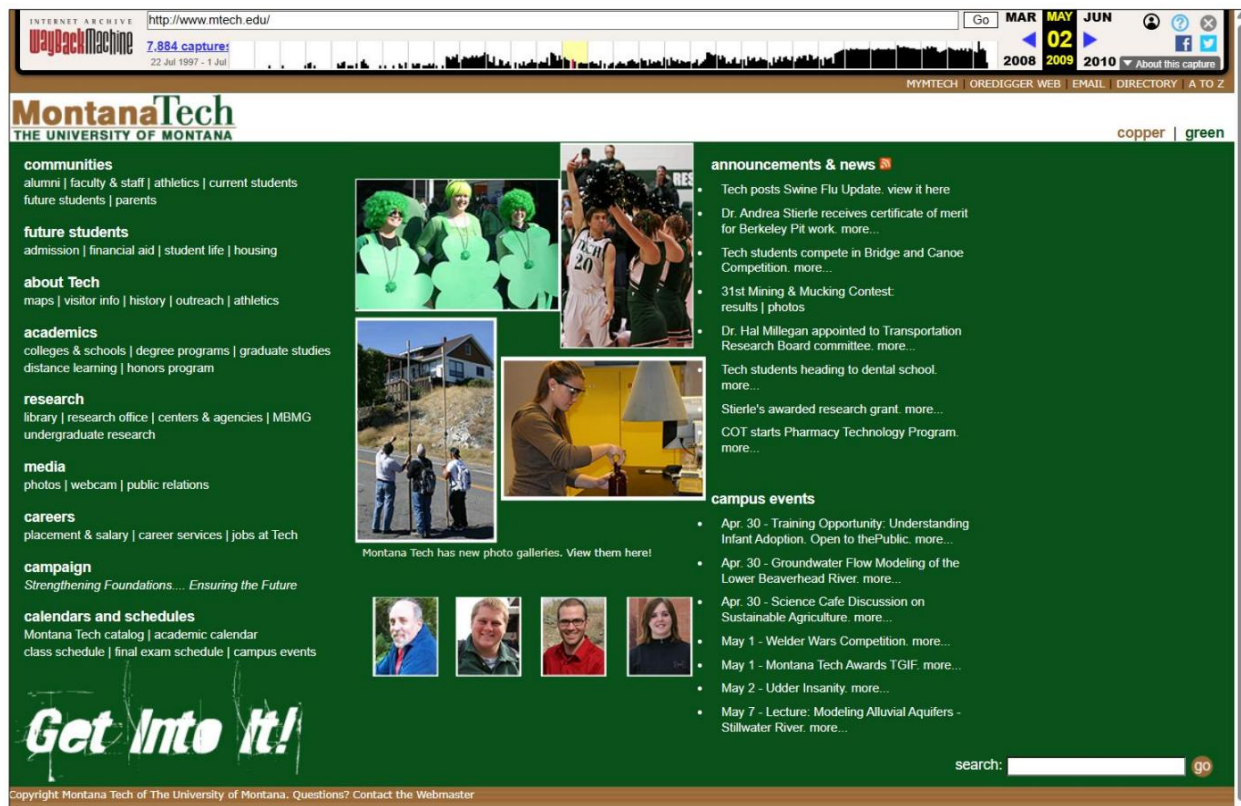 INTERNET ARCHIVE
WayBackMachine
http://www.mtech.edu/
Go
MAR MAY JUN
02
2008 2009 2010
7,884 captures
22 Jul 1997 - 1 Jul
About this capture
MYMTECH | OREDIGGER WEB | EMAIL | DIRECTORY | A TO Z
MontanaTech
THE UNIVERSITY OF MONTANA
copper | green
communities
alumni | faculty & staff | athletics | current students
future students | parents
future students
admission | financial aid | student life | housing
about Tech
maps | visitor info | history | outreach | athletics
academics
colleges & schools | degree programs | graduate studies
distance learning | honors program
research
library | research office | centers & agencies | MBMG
undergraduate research
media
photos | webcam | public relations
careers
placement & salary | career services | jobs at Tech
campaign
Strengthening Foundations.... Ensuring the Future
calendars and schedules
Montana Tech catalog | academic calendar
class schedule | final exam schedule | campus events
Get Into It!
RES
TECH
20
Montana Tech has new photo galleries. View them here!
announcements & news
Tech posts Swine Flu Update. view it here
Dr. Andrea Stierle receives certificate of merit
for Berkeley Pit work. more...
Tech students compete in Bridge and Canoe
Competition. more...
31st Mining & Mucking Contest:
results | photos
Dr. Hal Millegan appointed to Transportation
Research Board committee. more...
Tech students heading to dental school.
more...
Stierle's awarded research grant. more...
COT starts Pharmacy Technology Program.
more...
campus events
Apr. 30 - Training Opportunity: Understanding
Infant Adoption. Open to thePublic. more...
Apr. 30 - Groundwater Flow Modeling of the
Lower Beaverhead River. more...
Apr. 30 - Science Cafe Discussion on
Sustainable Agriculture. more...
May 1 - Welder Wars Competition. more...
May 1 - Montana Tech Awards TGIF. more...
May 2 - Udder Insanity. more...
May 7 - Lecture: Modeling Alluvial Aquifers -
Stillwater River. more...
search:
go
Copyright Montana Tech of The University of Montana. Questions? Contact the Webmaster